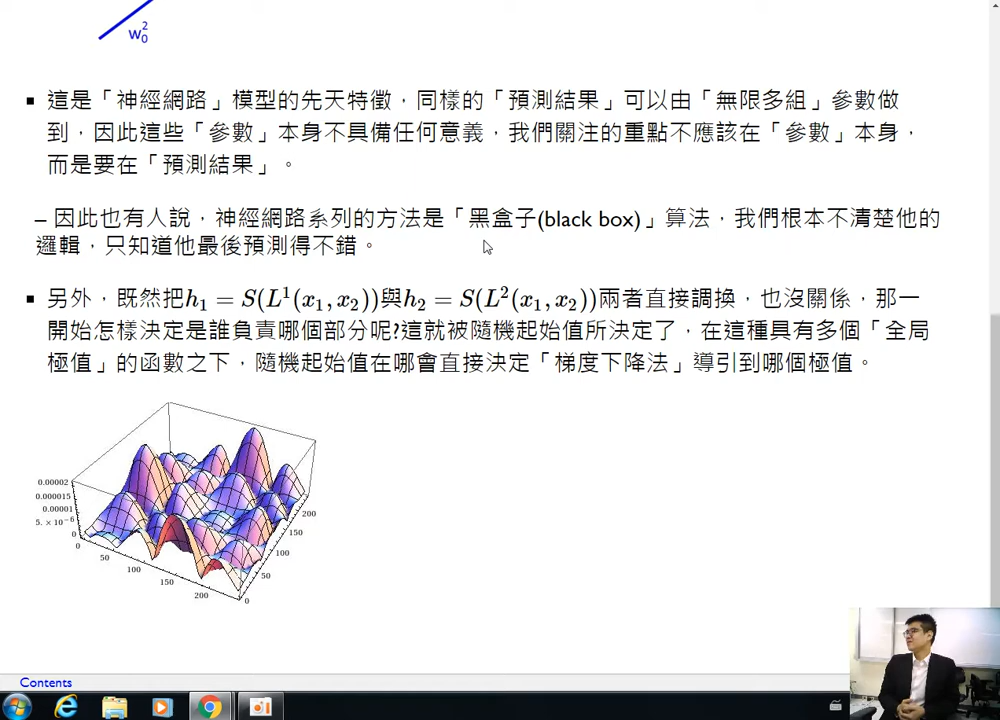 w₀²
▪ 這是「神經網路」模型的先天特徵，同樣的「預測結果」可以由「無限多組」參數做
到，因此這些「參數」本身不具備任何意義，我們關注的重點不應該在「參數」本身，
而是要在「預測結果」。
– 因此也有人說，神經網路系列的方法是「黑盒子(black box)」算法，我們根本不清楚他的
邏輯，只知道他最後預測得不錯。
▪ 另外，既然把h₁ = S(L¹(x₁, x₂))與h₂ = S(L²(x₁, x₂))兩者直接調換，也沒關係，那一
開始怎樣決定是誰負責哪個部分呢?這就被隨機起始值所決定了，在這種具有多個「全局
極值」的函數之下，隨機起始值在哪會直接決定「梯度下降法」導引到哪個極值。
0.00002
0.000015
0.00001
5. × 10⁻⁶
0
0
50
100
150
200
0
50
100
150
200
Contents